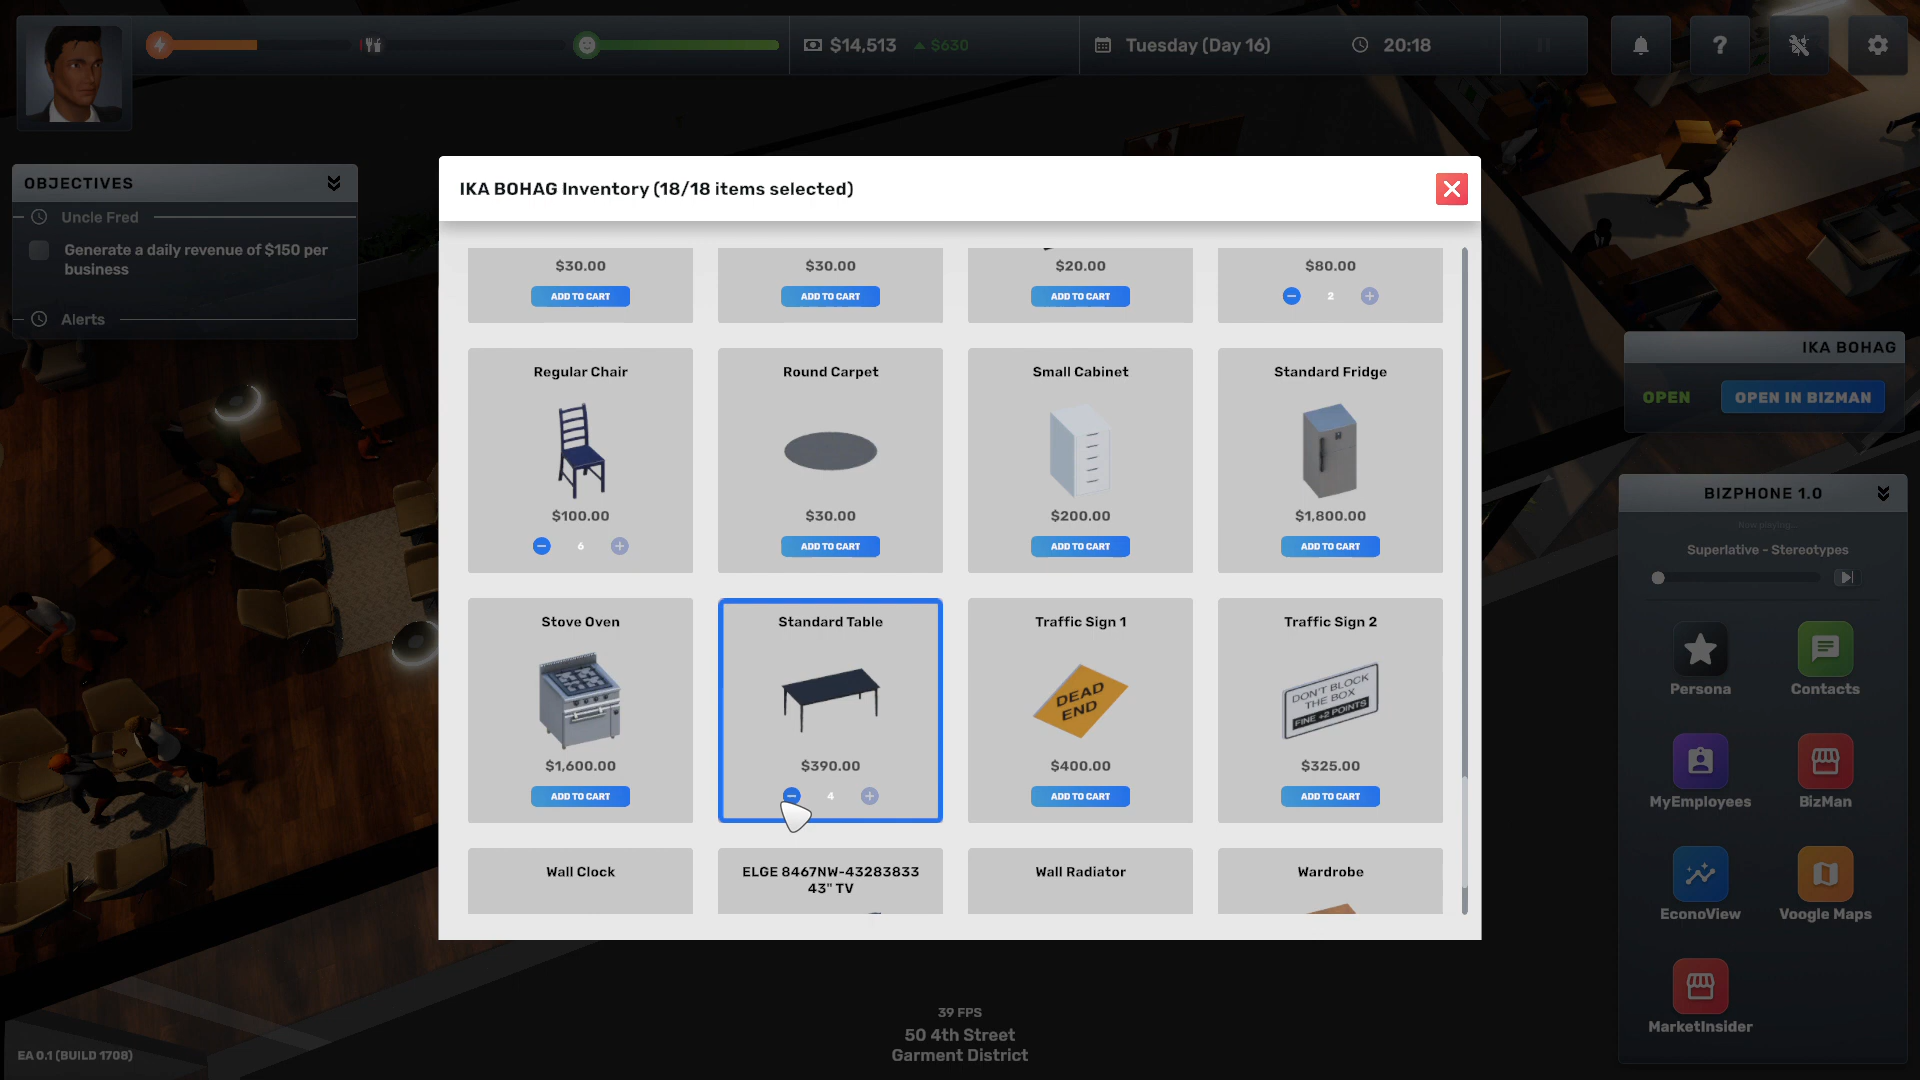 $14,513
$630
Tuesday (Day 16)
20:18
?
OBJECTIVES
Uncle Fred
Generate a daily revenue of $150 per
business
Alerts
IKA BOHAG Inventory (18/18 items selected)
$30.00
$30.00
$20.00
$80.00
ADD TO CART
ADD TO CART
ADD TO CART
2
Regular Chair
Round Carpet
Small Cabinet
Standard Fridge
$100.00
$30.00
$200.00
$1,800.00
6
ADD TO CART
ADD TO CART
ADD TO CART
Stove Oven
Standard Table
Traffic Sign 1
Traffic Sign 2
DEAD
END
DON'T BLOCK
THE BOX
FINE +2 POINTS
$1,600.00
$390.00
$400.00
$325.00
ADD TO CART
4
ADD TO CART
ADD TO CART
Wall Clock
ELGE 8467NW-43283833
43" TV
Wall Radiator
Wardrobe
IKA BOHAG
OPEN
OPEN IN BIZMAN
BIZPHONE 1.0
Now playing...
Superlative - Stereotypes
Persona
Contacts
MyEmployees
BizMan
EconoView
Voogle Maps
MarketInsider
39 FPS
50 4th Street
Garment District
EA 0.1 (BUILD 1708)